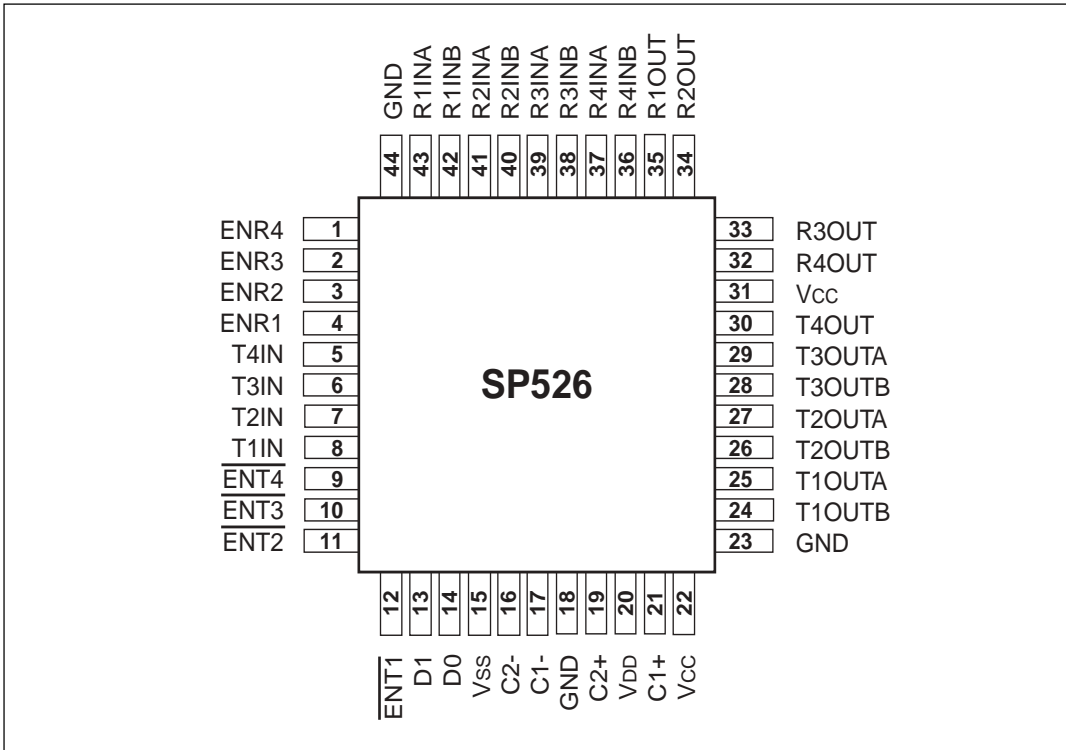 GND
R1INA
R1INB
R2INA
R2INB
R3INA
R3INB
R4INA
R4INB
R1OUT
R2OUT
44
43
42
41
40
39
38
37
36
35
34
ENR4 1
ENR3 2
ENR2 3
ENR1 4
T4IN 5
T3IN 6
T2IN 7
T1IN 8
ENT4 9
ENT3 10
ENT2 11
SP526
33 R3OUT
32 R4OUT
31 VCC
30 T4OUT
29 T3OUTA
28 T3OUTB
27 T2OUTA
26 T2OUTB
25 T1OUTA
24 T1OUTB
23 GND
12
13
14
15
16
17
18
19
20
21
22
ENT1
D1
D0
VSS
C2-
C1-
GND
C2+
VDD
C1+
VCC